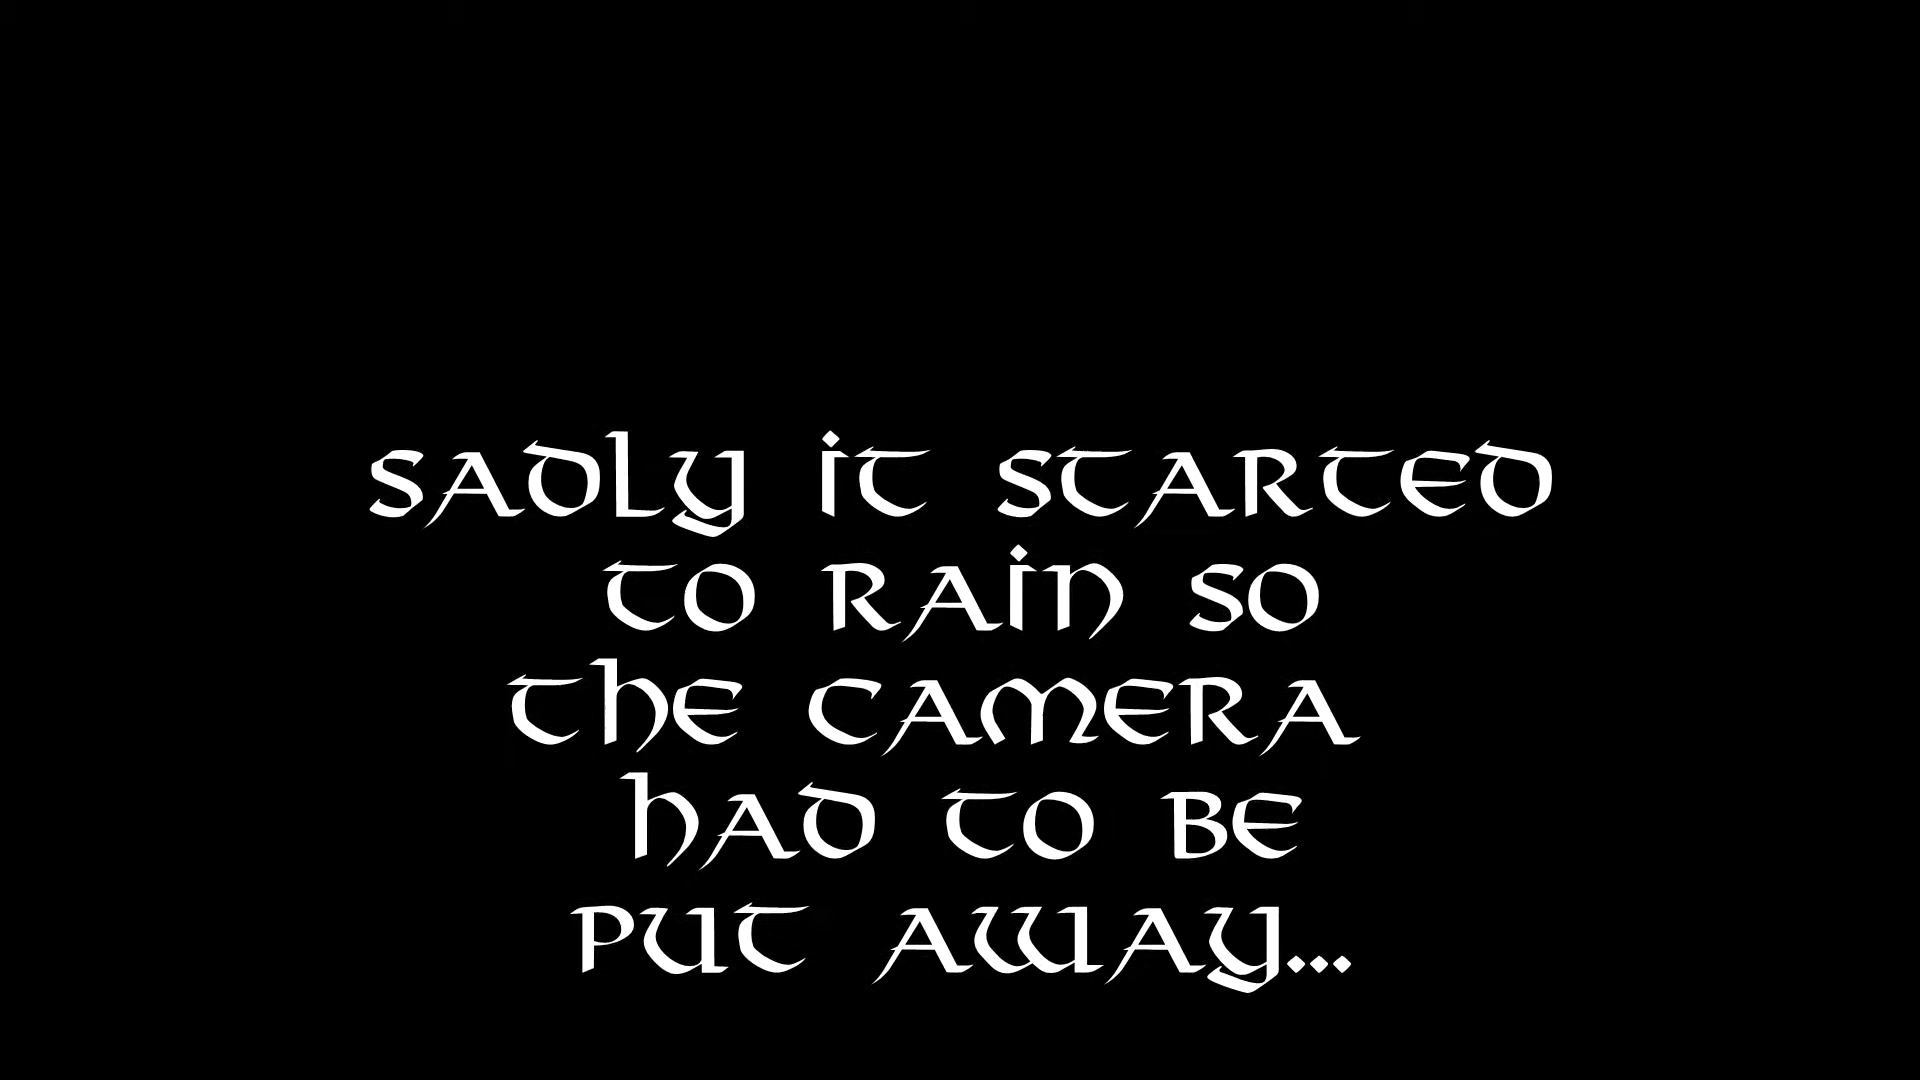 Sadly it started
to rain so
the camera
had to be
put away...